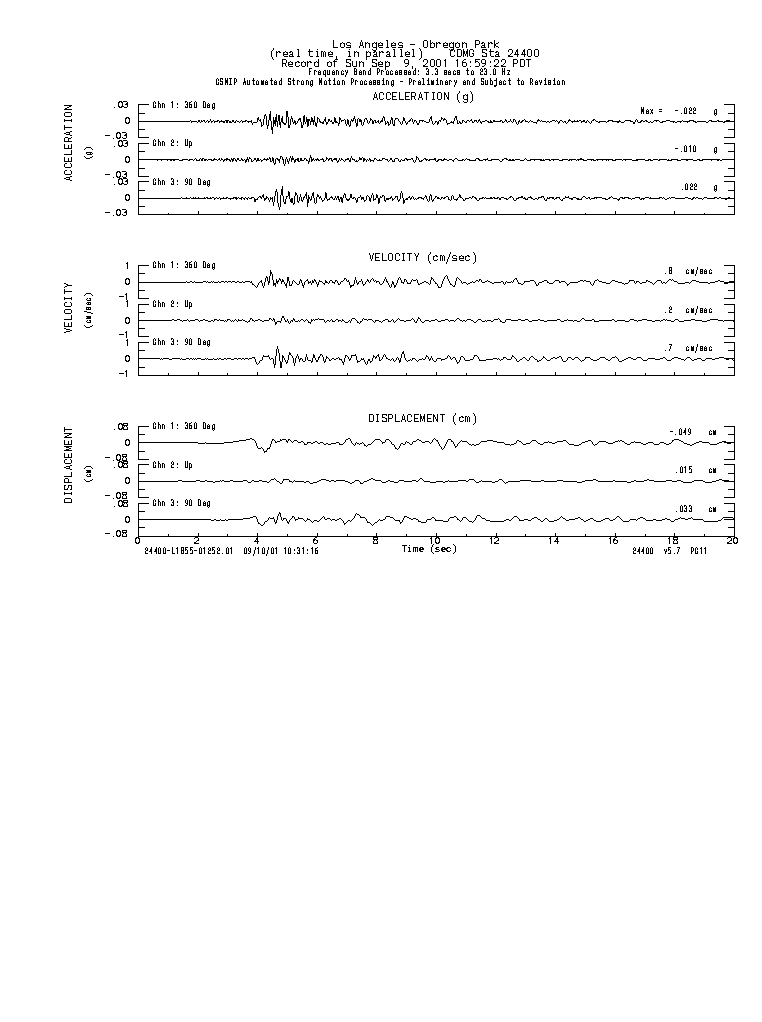 Los Angeles - Obregon Park
(real time, in parallel) CDMG Sta 24400
Record of Sun Sep 9, 2001 16:59:22 PDT
Frequency Band Processed: 3.3 secs to 23.0 Hz
CSMIP Automated Strong Motion Processing - Preliminary and Subject to Revision
ACCELERATION (g)
ACCELERATION
(g)
.03
0
-.03
Chn 1: 360 Deg
Max = -.022 g
.03
0
-.03
Chn 2: Up
-.010 g
.03
0
-.03
Chn 3: 90 Deg
.022 g
VELOCITY (cm/sec)
VELOCITY
(cm/sec)
1
0
-1
Chn 1: 360 Deg
cm/sec
1
0
-1
Chn 2: Up
.2 cm/sec
1
0
-1
Chn 3: 90 Deg
.7 cm/sec
DISPLACEMENT (cm)
DISPLACEMENT
(cm)
.08
0
-.08
Chn 1: 360 Deg
-.049 cm
.08
0
-.08
Chn 2: Up
.015 cm
.08
0
-.08
Chn 3: 90 Deg
.033 cm
0 2 4 6 8 10 12 14 16 18 20
Time (sec)
24400-L1855-01252.01 09/10/01 10:31:16
24400 v5.7 PG11